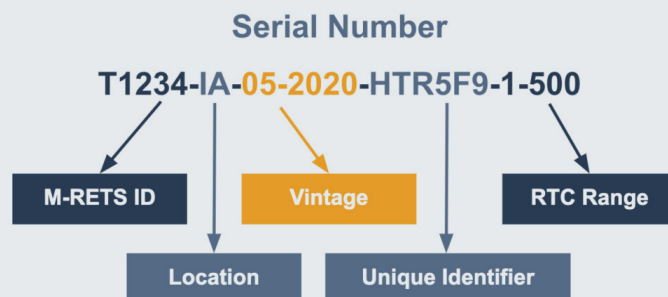 Serial Number
T1234-IA-05-2020-HTR5F9-1-500
M-RETS ID
Vintage
RTC Range
Location
Unique Identifier